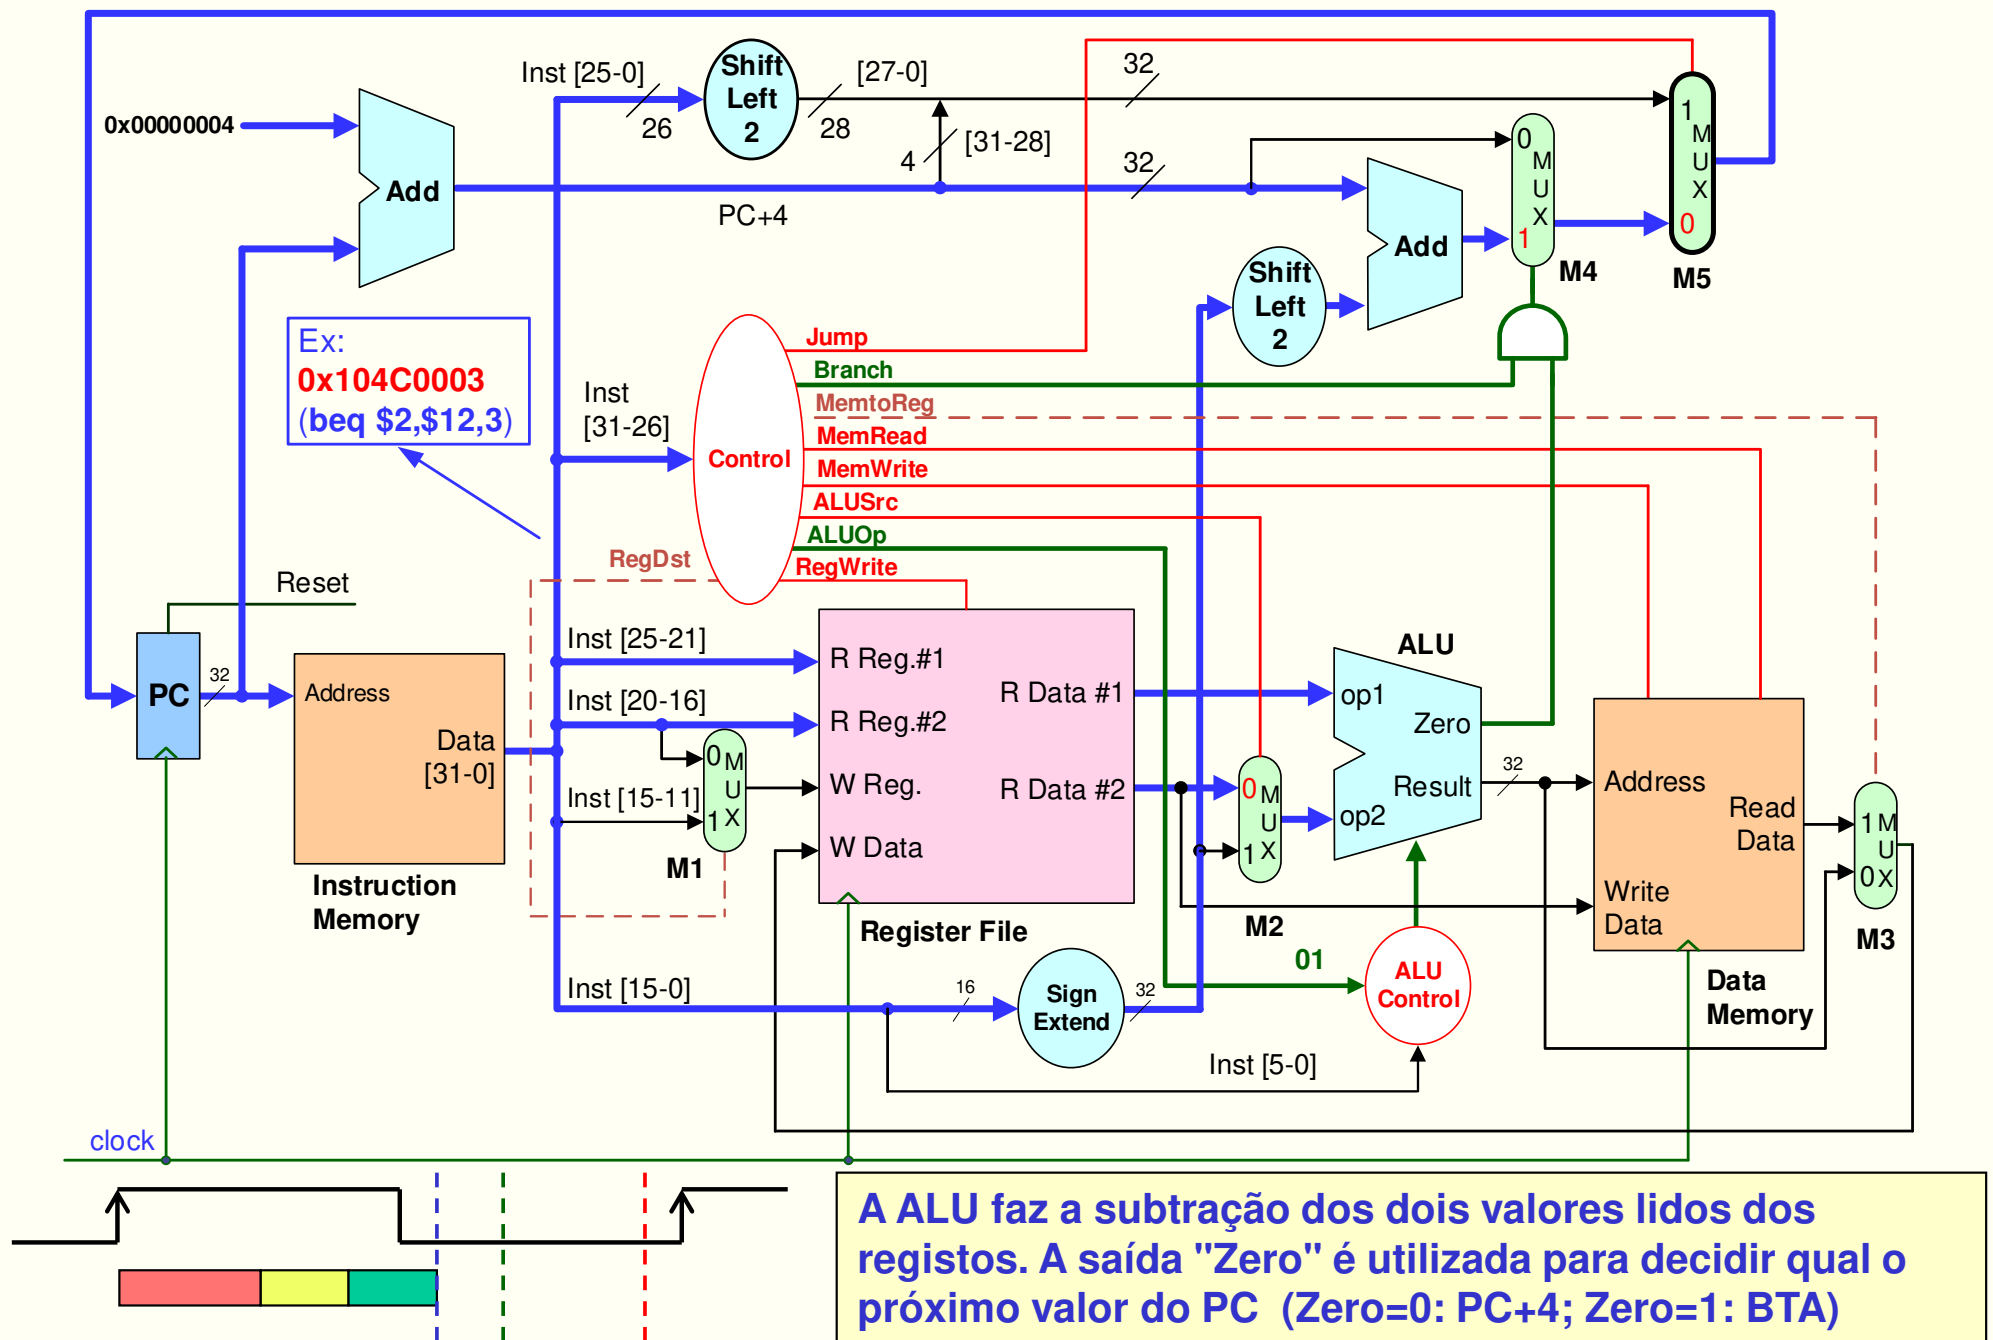 Inst [25-0]
26
Shift
Left
2
28
[27-0]
32
4
[31-28]
0x00000004
Add
PC+4
32
1
M
U
X
0
M5
0
M
U
X
1
M4
Add
Shift
Left
2
Ex:
0x104C0003
(beq $2,$12,3)
Inst
[31-26]
Control
Jump
Branch
MemtoReg
MemRead
MemWrite
ALUSrc
ALUOp
RegWrite
RegDst
Reset
PC
32
Address
Data
[31-0]
Instruction
Memory
Inst [25-21]
Inst [20-16]
Inst [15-11]
0
M
U
1
X
M1
R Reg.#1
R Reg.#2
W Reg.
W Data
R Data #1
R Data #2
Register File
0
M
U
1
X
M2
ALU
op1
Zero
Result
op2
32
Address
Read
Data
Write
Data
Data
Memory
1
M
U
0
X
M3
Inst [15-0]
16
Sign
Extend
32
01
ALU
Control
Inst [5-0]
clock
A ALU faz a subtração dos dois valores lidos dos
registos. A saída "Zero" é utilizada para decidir qual o
próximo valor do PC (Zero=0: PC+4; Zero=1: BTA)